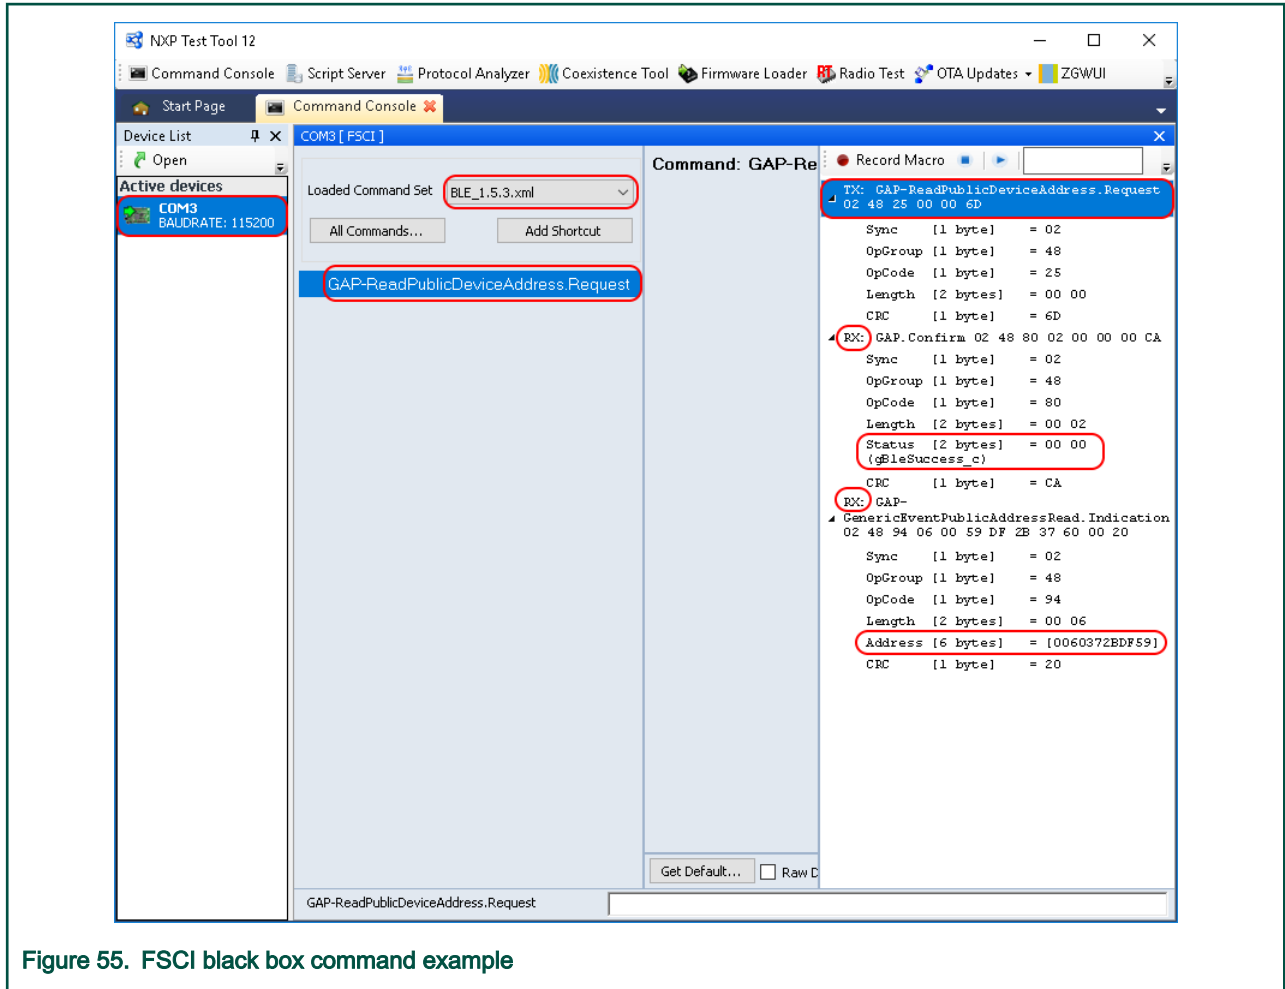 NXP Test Tool 12
Command Console Script Server Protocol Analyzer Coexistence Tool Firmware Loader Radio Test OTA Updates ZGWUI
Start Page Command Console
Device List
COM3 [ FSCI ]
Open
Active devices
COM3
BAUDRATE: 115200
Loaded Command Set BLE_1.5.3.xml
All Commands... Add Shortcut
GAP-ReadPublicDeviceAddress.Request
Command: GAP-Re
Get Default... Raw D
Record Macro
TX: GAP-ReadPublicDeviceAddress.Request
02 48 25 00 00 6D
Sync [1 byte] = 02
OpGroup [1 byte] = 48
OpCode [1 byte] = 25
Length [2 bytes] = 00 00
CRC [1 byte] = 6D
RX: GAP.Confirm 02 48 80 02 00 00 00 CA
Sync [1 byte] = 02
OpGroup [1 byte] = 48
OpCode [1 byte] = 80
Length [2 bytes] = 00 02
Status [2 bytes] = 00 00
(gBleSuccess_c)
CRC [1 byte] = CA
RX: GAP-
GenericEventPublicAddressRead.Indication
02 48 94 06 00 59 DF 2B 37 60 00 20
Sync [1 byte] = 02
OpGroup [1 byte] = 48
OpCode [1 byte] = 94
Length [2 bytes] = 00 06
Address [6 bytes] = [0060372BDF59]
CRC [1 byte] = 20
GAP-ReadPublicDeviceAddress.Request
Figure 55. FSCI black box command example